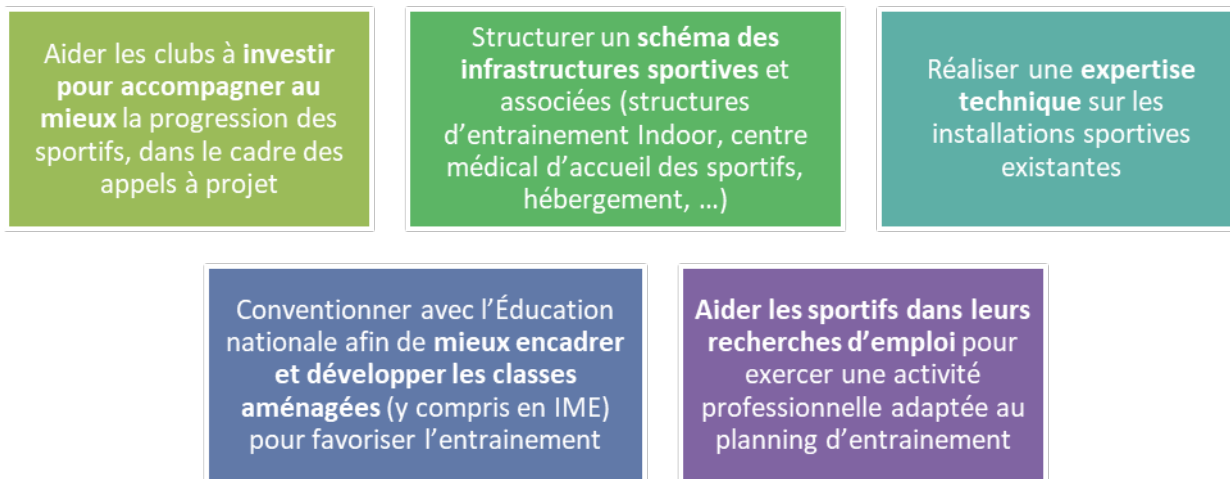 Aider les clubs à investir
pour accompagner au
mieux la progression des
sportifs, dans le cadre des
appels à projet
Structurer un schéma des
infrastructures sportives et
associées (structures
d’entrainement Indoor, centre
médical d’accueil des sportifs,
hébergement, …)
Réaliser une expertise
technique sur les
installations sportives
existantes
Conventionner avec l’Éducation
nationale afin de mieux encadrer
et développer les classes
aménagées (y compris en IME)
pour favoriser l’entrainement
Aider les sportifs dans leurs
recherches d’emploi pour
exercer une activité
professionnelle adaptée au
planning d’entrainement